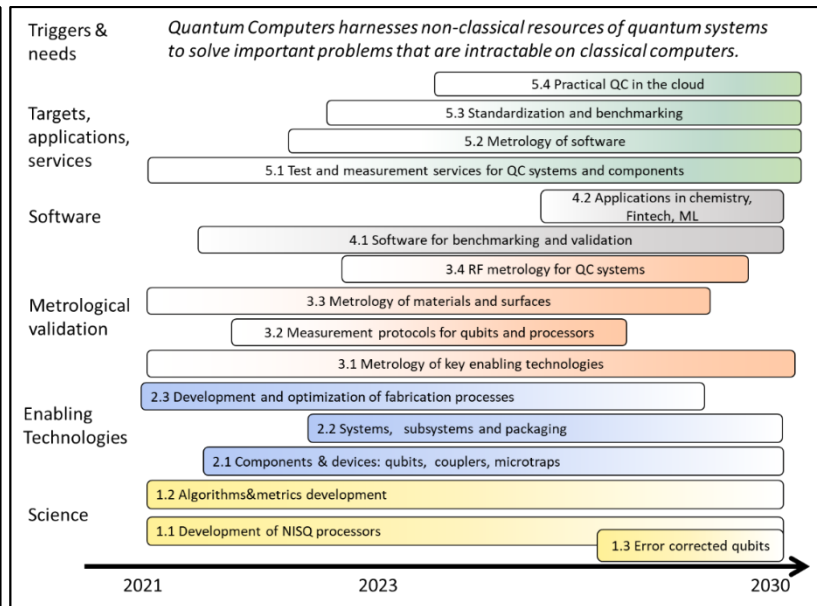 Triggers &
needs
Quantum Computers harnesses non-classical resources of quantum systems
to solve important problems that are intractable on classical computers.
5.4 Practical QC in the cloud
Targets,
applications,
services
5.3 Standardization and benchmarking
5.2 Metrology of software
5.1 Test and measurement services for QC systems and components
Software
4.2 Applications in chemistry,
Fintech, ML
4.1 Software for benchmarking and validation
Metrological
validation
3.4 RF metrology for QC systems
3.3 Metrology of materials and surfaces
3.2 Measurement protocols for qubits and processors
3.1 Metrology of key enabling technologies
Enabling
Technologies
2.3 Development and optimization of fabrication processes
2.2 Systems, subsystems and packaging
2.1 Components & devices: qubits, couplers, microtraps
Science
1.2 Algorithms&metrics development
1.1 Development of NISQ processors
1.3 Error corrected qubits
2021
2023
2030